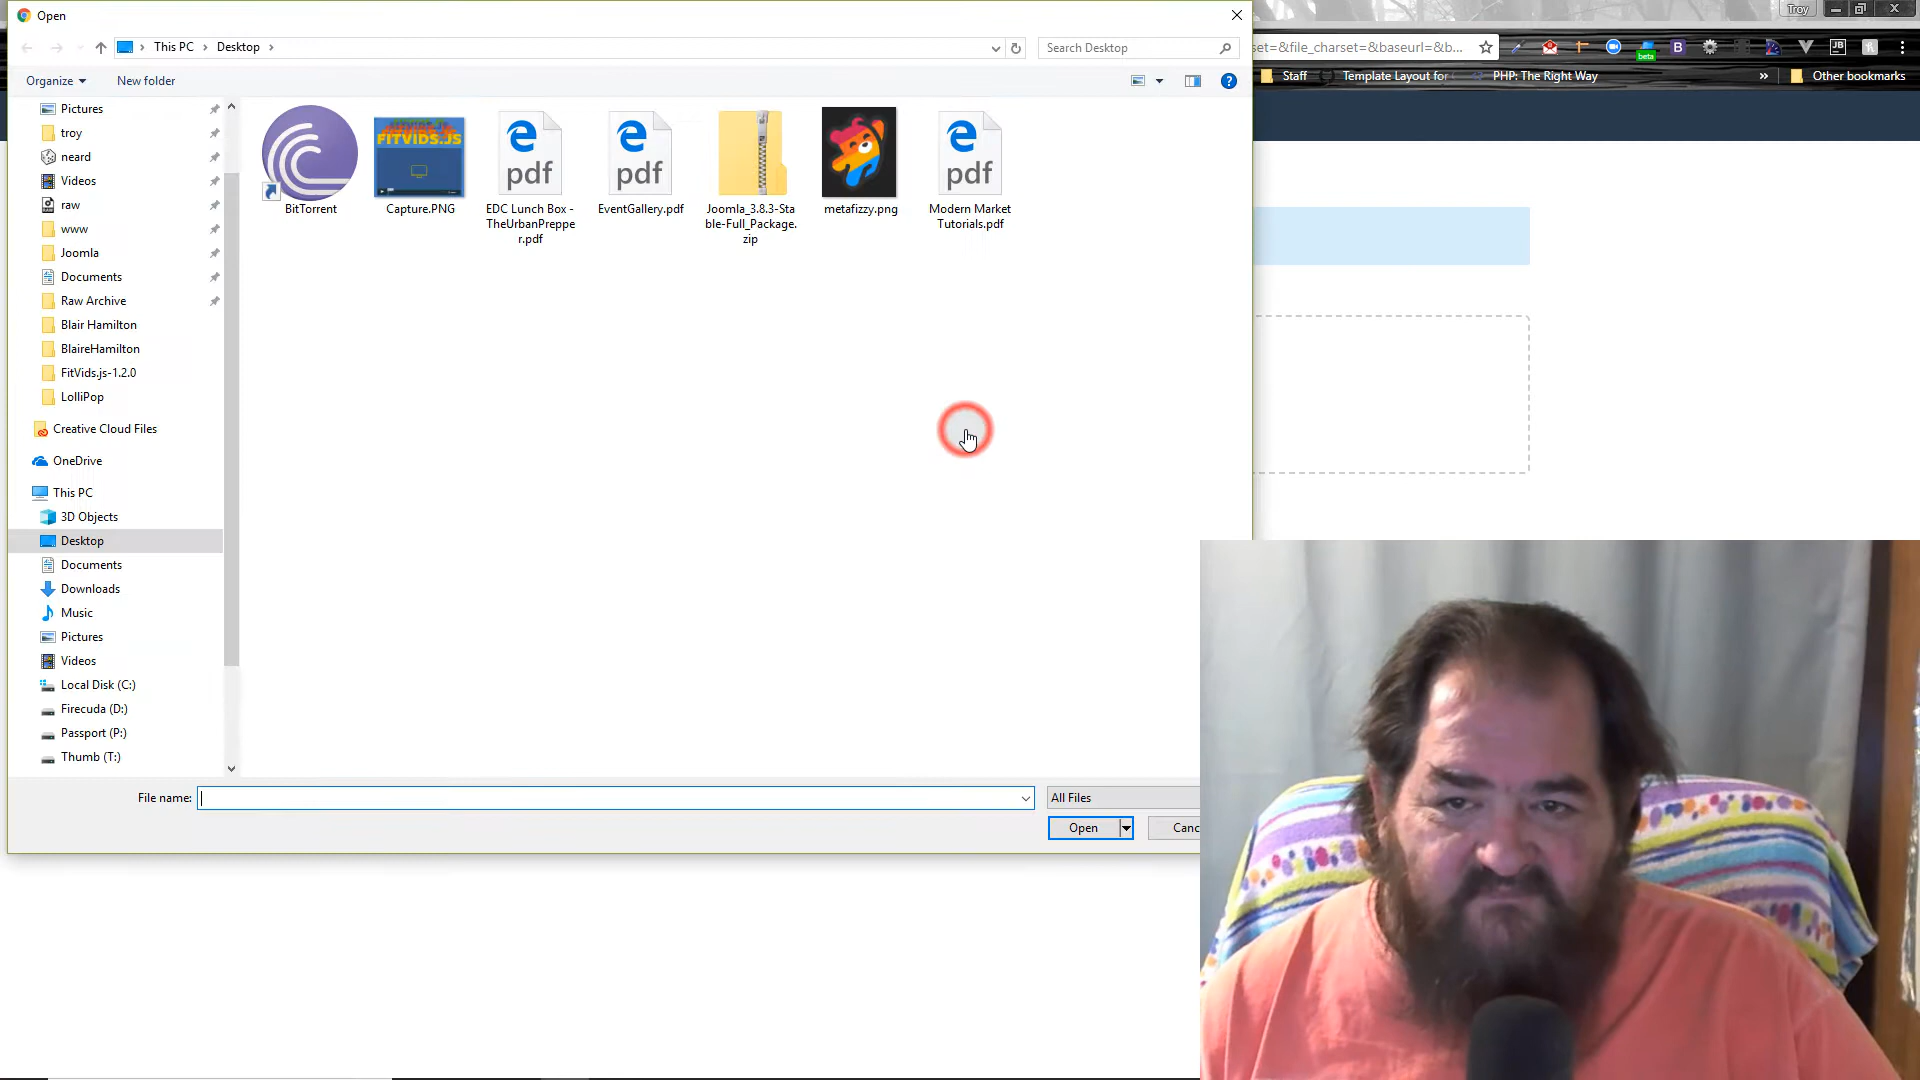 Open
Troy
This PC
Desktop
Search Desktop
set=&file_charset=&baseurl=&b...
Organize
New folder
beta
B
JB
Staff
Template Layout for
PHP: The Right Way
»
Other bookmarks
Pictures
troy
neard
Videos
raw
www
Joomla
Documents
Raw Archive
Blair Hamilton
BlaireHamilton
FitVids.js-1.2.0
LolliPop
Creative Cloud Files
OneDrive
This PC
3D Objects
Desktop
Documents
Downloads
Music
Pictures
Videos
Local Disk (C:)
Firecuda (D:)
Passport (P:)
Thumb (T:)
BitTorrent
FITVIDS.JS
Capture.PNG
pdf
EDC Lunch Box -
TheUrbanPreppe
r.pdf
pdf
EventGallery.pdf
Joomla_3.8.3-Sta
ble-Full_Package.
zip
metafizzy.png
pdf
Modern Market
Tutorials.pdf
File name:
All Files
Open
Canc